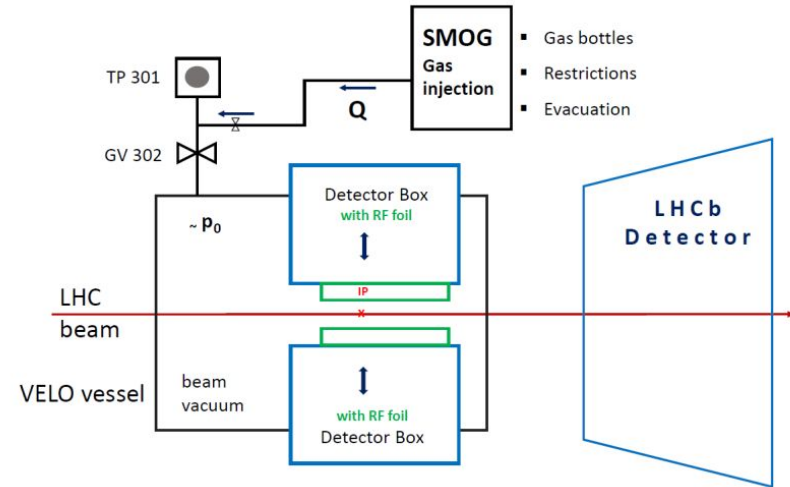 SMOG
Gas
injection
▪ Gas bottles
▪ Restrictions
▪ Evacuation
TP 301
Q
GV 302
~ p₀
Detector Box
with RF foil
IP
x
LHC
beam
VELO vessel
beam
vacuum
with RF foil
Detector Box
LHCb
Detector